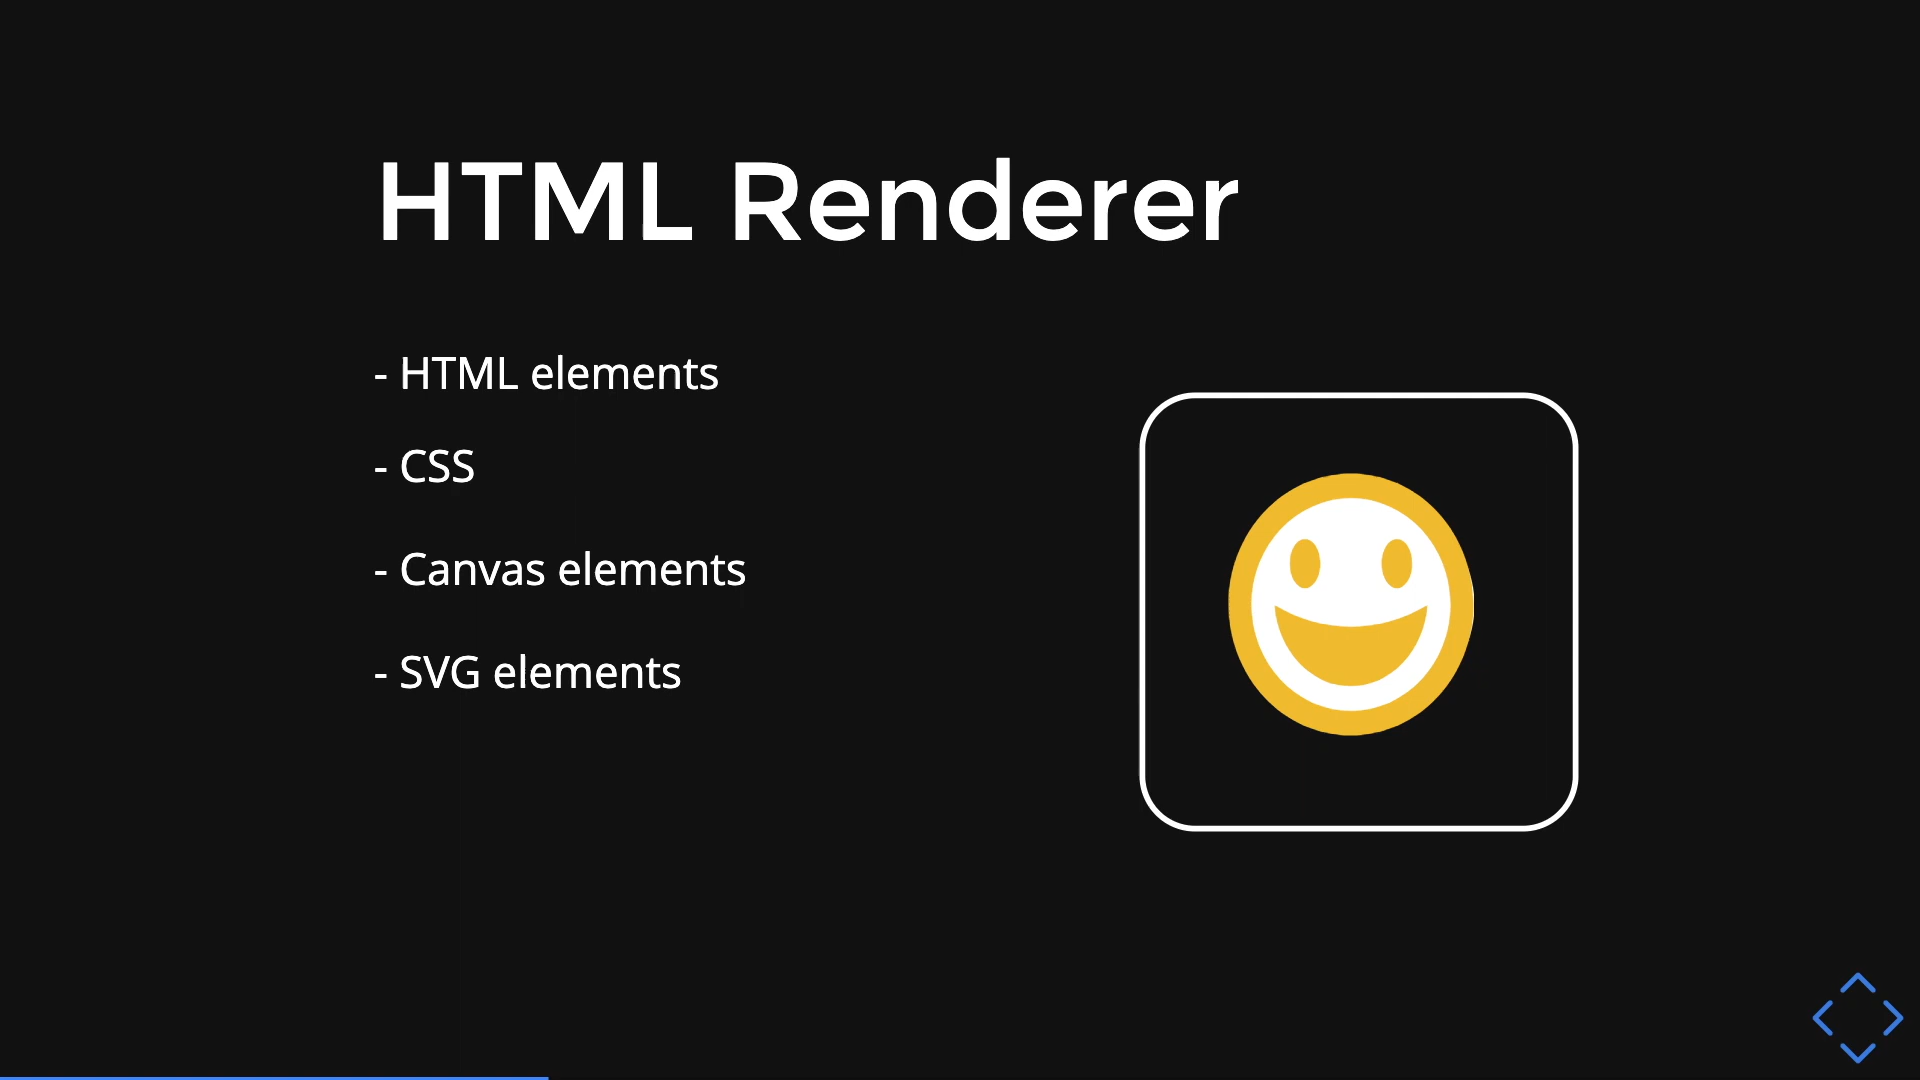 HTML Renderer
- HTML elements
- CSS
- Canvas elements
- SVG elements